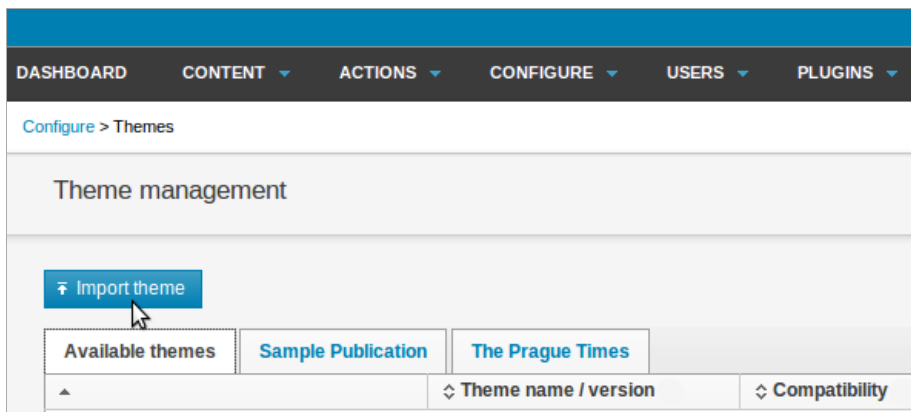 DASHBOARD CONTENT ACTIONS CONFIGURE USERS PLUGINS
Configure > Themes
Theme management
Import theme
Available themes Sample Publication The Prague Times
Theme name / version Compatibility